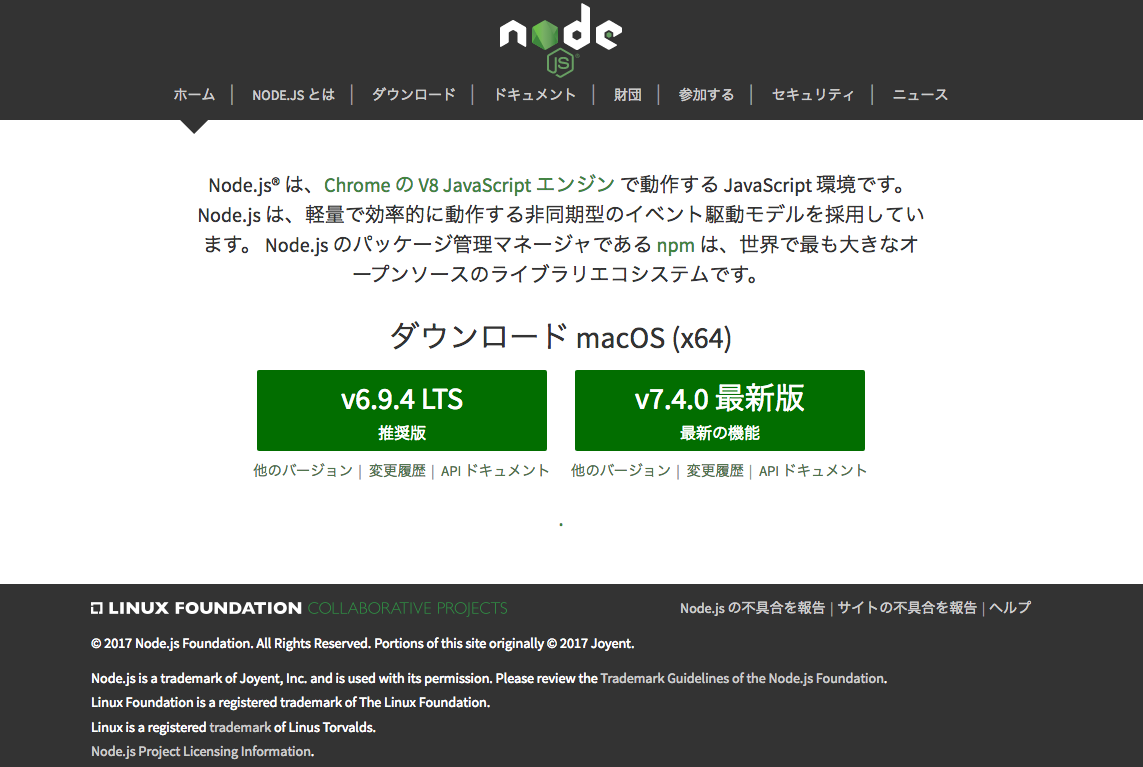 node
JS
ホーム | NODE.JS とは | ダウンロード | ドキュメント | 財団 | 参加する | セキュリティ | ニュース
Node.js® は、Chrome の V8 JavaScript エンジン で動作する JavaScript 環境です。
Node.js は、軽量で効率的に動作する非同期型のイベント駆動モデルを採用してい
ます。 Node.js のパッケージ管理マネージャである npm は、世界で最も大きなオ
ープンソースのライブラリエコシステムです。
ダウンロード macOS (x64)
v6.9.4 LTS
推奨版
他のバージョン | 変更履歴 | API ドキュメント
v7.4.0 最新版
最新の機能
他のバージョン | 変更履歴 | API ドキュメント
.
LINUX FOUNDATION COLLABORATIVE PROJECTS
Node.js の不具合を報告 | サイトの不具合を報告 | ヘルプ
© 2017 Node.js Foundation. All Rights Reserved. Portions of this site originally © 2017 Joyent.
Node.js is a trademark of Joyent, Inc. and is used with its permission. Please review the Trademark Guidelines of the Node.js Foundation.
Linux Foundation is a registered trademark of The Linux Foundation.
Linux is a registered trademark of Linus Torvalds.
Node.js Project Licensing Information.